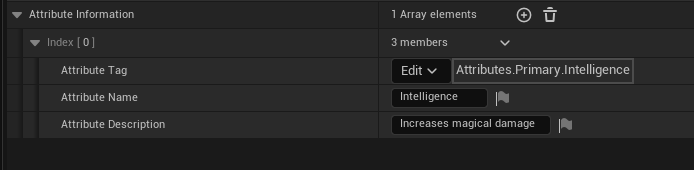 Attribute Information 1 Array elements
Index [ 0 ] 3 members
Attribute Tag Edit Attributes.Primary.Intelligence
Attribute Name Intelligence
Attribute Description Increases magical damage